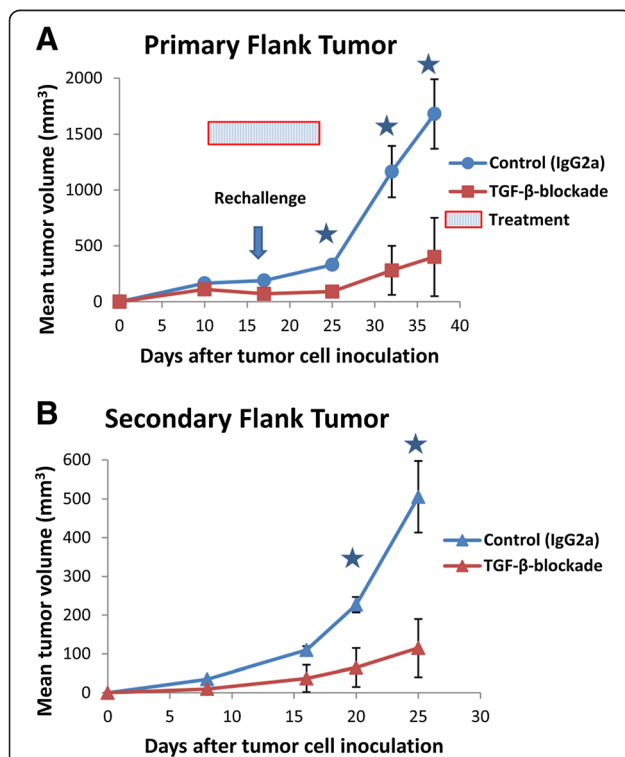 A
Primary Flank Tumor
Mean tumor volume (mm³)
2000
1500
1000
500
0
Rechallenge
0 5 10 15 20 25 30 35 40
Days after tumor cell inoculation
Control (IgG2a)
TGF-β-blockade
Treatment
B
Secondary Flank Tumor
Mean tumor volume (mm³)
600
500
400
300
200
100
0
0 5 10 15 20 25 30
Days after tumor cell inoculation
Control (IgG2a)
TGF-β-blockade